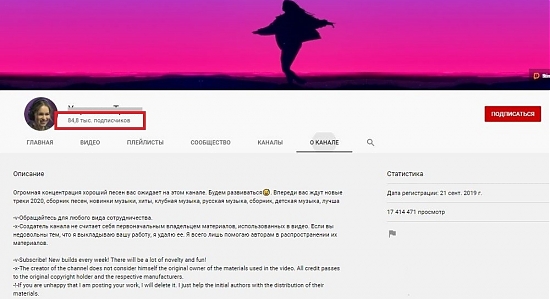 84,8 тыс. подписчиков
ПОДПИСАТЬСЯ
ГЛАВНАЯ ВИДЕО ПЛЕЙЛИСТЫ СООБЩЕСТВО КАНАЛЫ О КАНАЛЕ
Описание
Огромная концентрация хороший песен вас ожидает на этом канале. Будем развиваться😉. Впереди вас ждут новые
треки 2020, сборник песен, новинки музыки, хиты, клубная музыка, русская музыка, сборник, детская музыка, лучша
-v-Обращайтесь для любого вида сотрудничества.
-x-Создатель канала не считает себя первоначальным владельцем материалов, использованных в видео. Если вы
недовольны тем, что я выкладываю вашу работу, я удалю ее. Я всего лишь помогаю авторам в распространении их
материалов.
-v-Subscribe! New builds every week! There will be a lot of novelty and fun!
-x-The creator of the channel does not consider himself the original owner of the materials used in the video. All credit passes
to the original copyright holder and the respective manufacturers.
-!-If you are unhappy that I am posting your work, I will delete it. I just help the initial authors with the distribution of their
materials.
Статистика
Дата регистрации: 21 сент. 2019 г.
17 414 471 просмотр